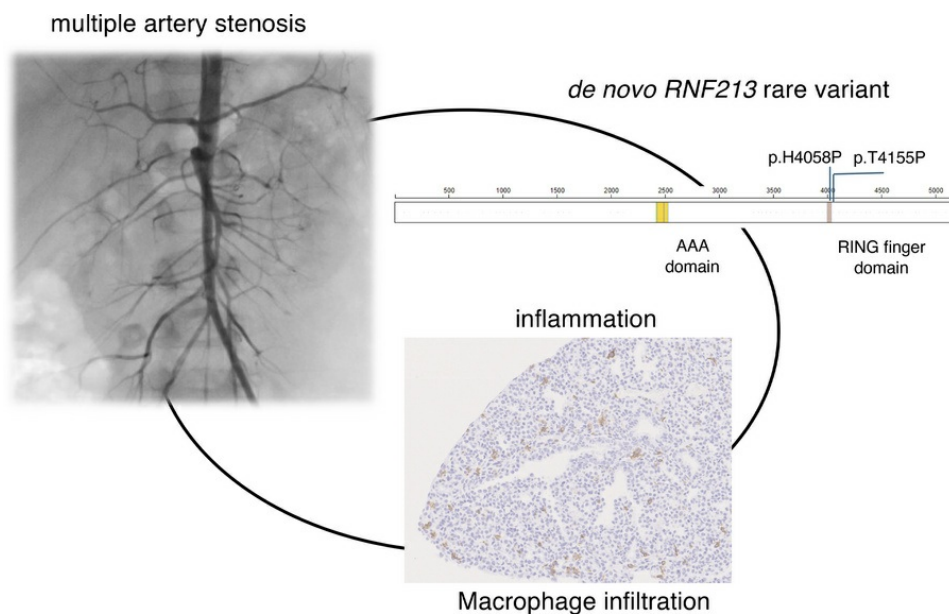 multiple artery stenosis
de novo RNF213 rare variant
p.H4058P p.T4155P
500 1000 1500 2000 2500 3000 3500 4000 4500 5000
AAA
domain
RING finger
domain
inflammation
Macrophage infiltration